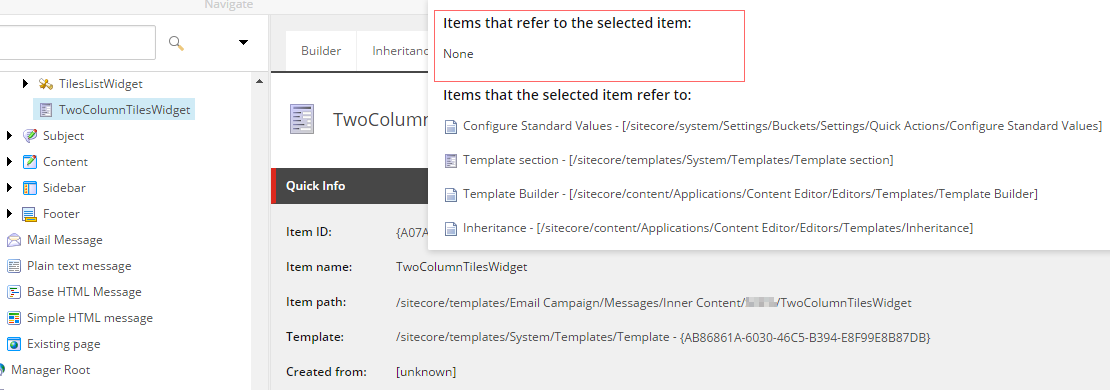 Navigate
Items that refer to the selected item:
None
Items that the selected item refer to:
Configure Standard Values - [/sitecore/system/Settings/Buckets/Settings/Quick Actions/Configure Standard Values]
Template section - [/sitecore/templates/System/Templates/Template section]
Template Builder - [/sitecore/content/Applications/Content Editor/Editors/Templates/Template Builder]
Inheritance - [/sitecore/content/Applications/Content Editor/Editors/Templates/Inheritance]
TilesListWidget
TwoColumnTilesWidget
Subject
Content
Sidebar
Footer
Mail Message
Plain text message
Base HTML Message
Simple HTML message
Existing page
Manager Root
Builder
Inheritanc
TwoColumn
Quick Info
Item ID: {A07A
Item name: TwoColumnTilesWidget
Item path: /sitecore/templates/Email Campaign/Messages/Inner Content/ /TwoColumnTilesWidget
Template: /sitecore/templates/System/Templates/Template - {AB86861A-6030-46C5-B394-E8F99E8B87DB}
Created from: [unknown]